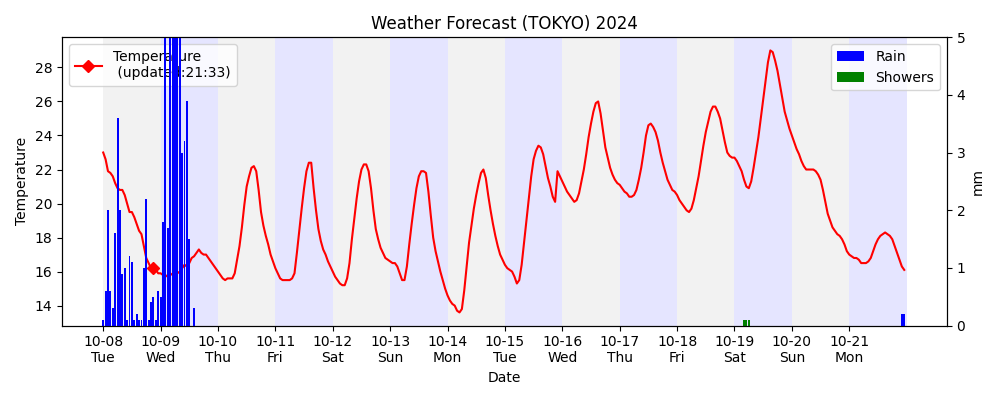 Weather Forecast (TOKYO) 2024
Temperature
(updated:21:33)
Rain
Showers
28
26
24
22
20
18
16
14
Temperature
5
4
3
2
1
0
mm
10-08 10-09 10-10 10-11 10-12 10-13 10-14 10-15 10-16 10-17 10-18 10-19 10-20 10-21
Tue Wed Thu Fri Sat Sun Mon Tue Wed Thu Fri Sat Sun Mon
Date